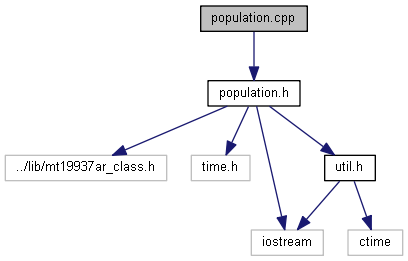 population.cpp
population.h
../lib/mt19937ar_class.h
time.h
util.h
iostream
ctime